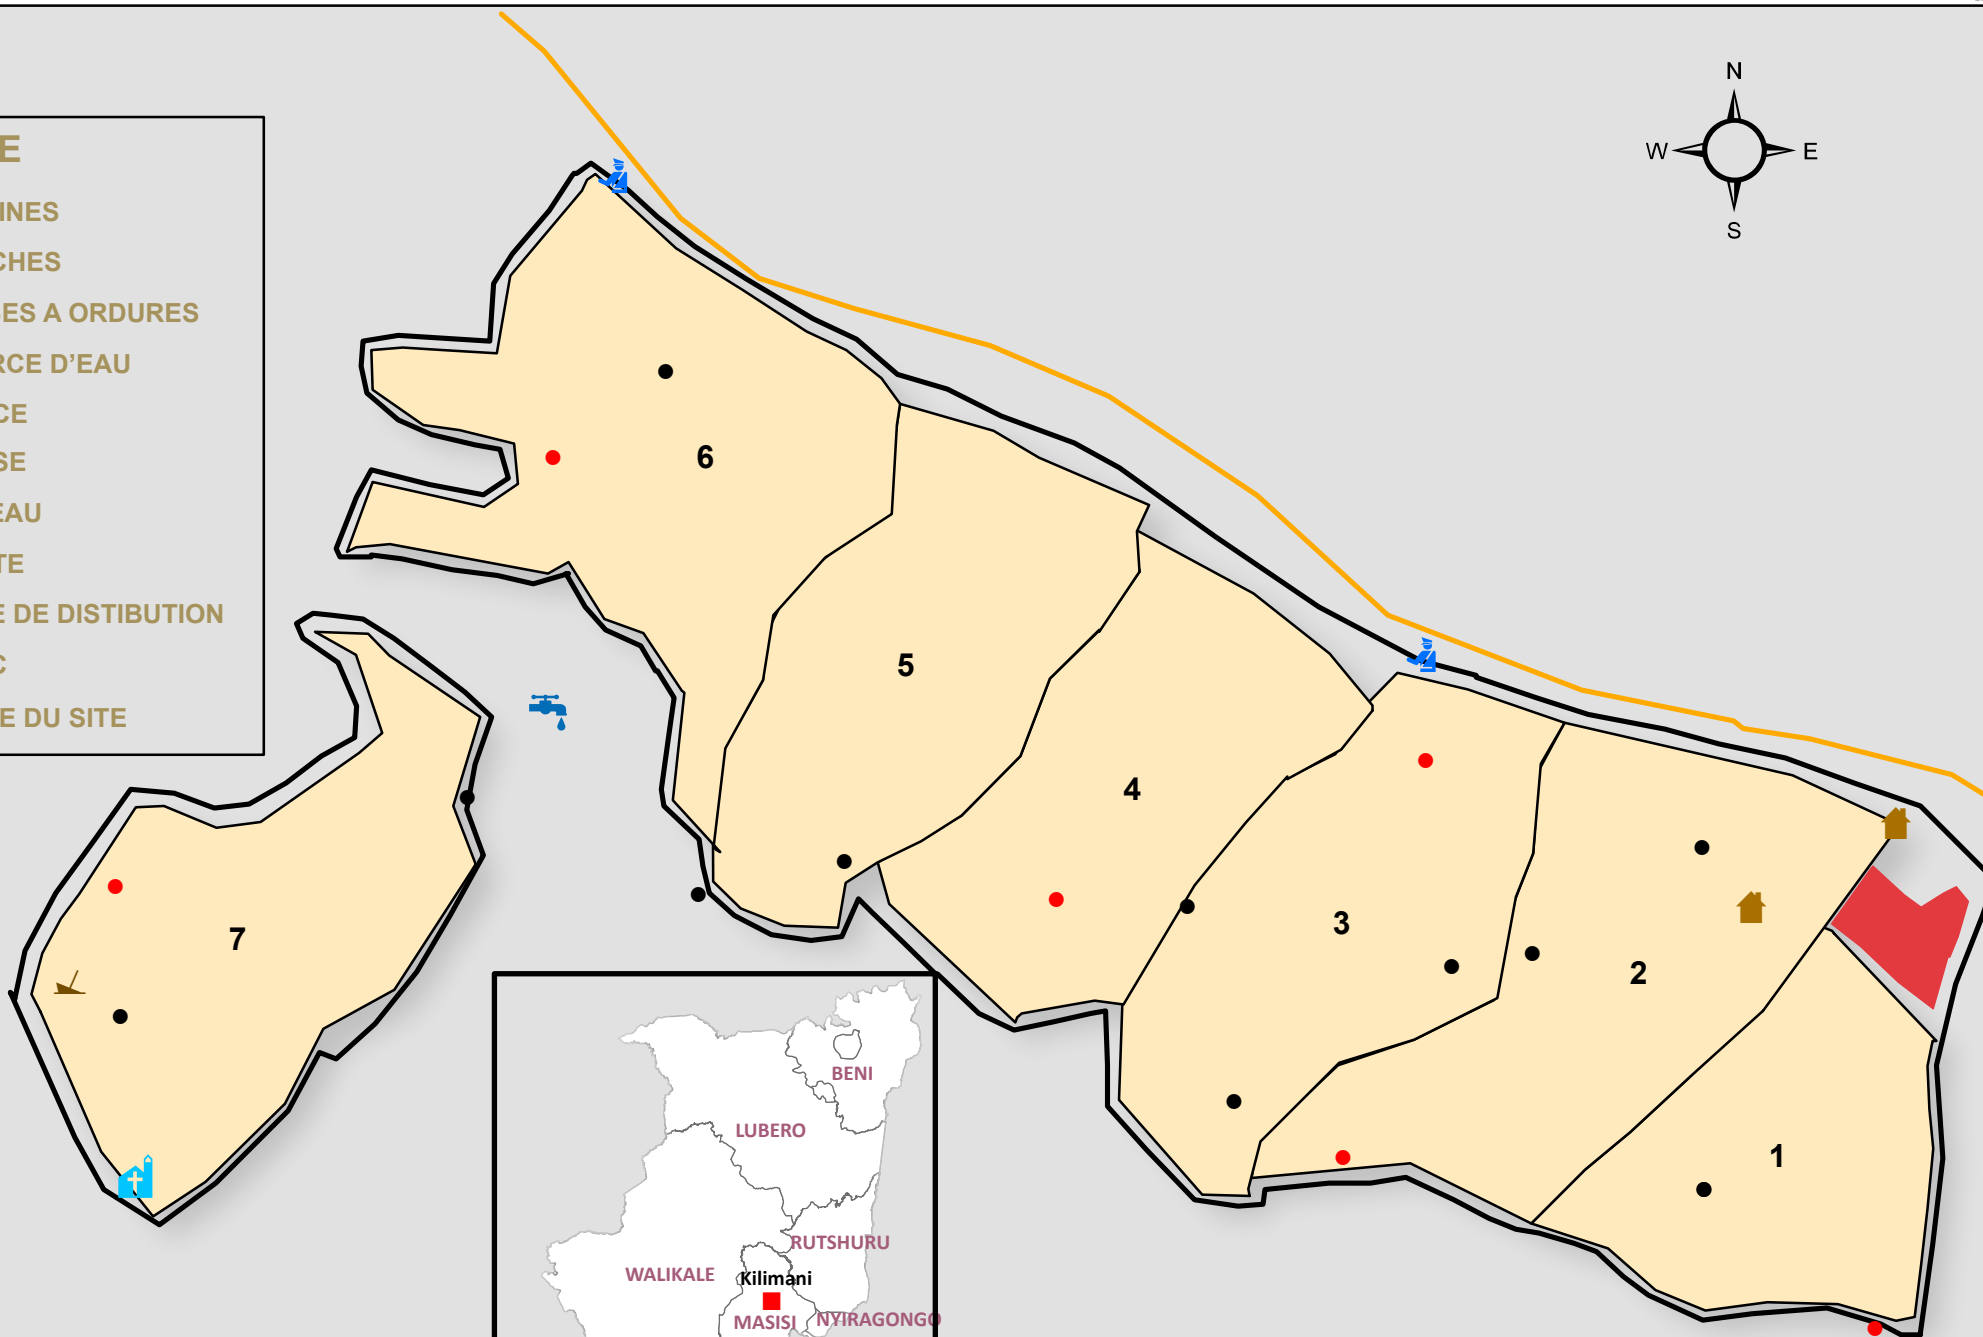 N
W E
S
E
INES
CHES
ES A ORDURES
RCE D'EAU
CE
SE
EAU
TE
E DE DISTIBUTION
C
E DU SITE
6
5
4
3
2
1
7
BENI
LUBERO
RUTSHURU
WALIKALE
Kilimani
MASISI
NYIRAGONGO